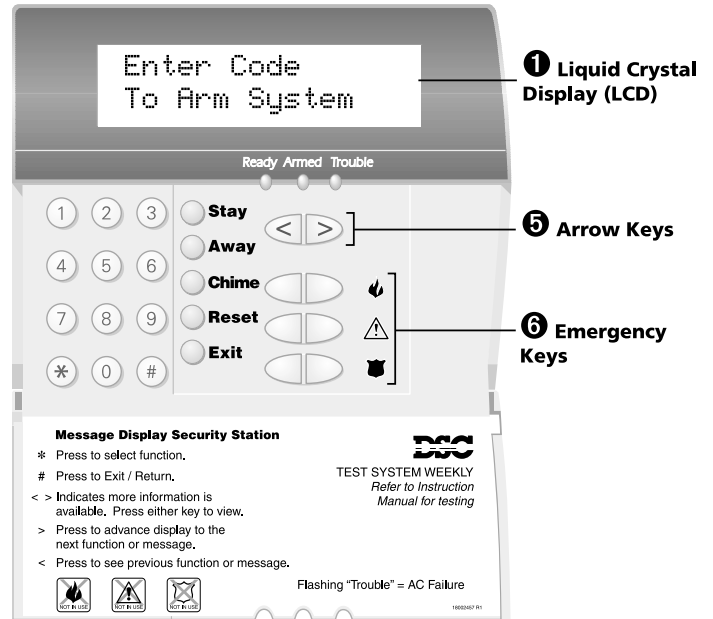 Enter Code
To Arm System
❶ Liquid Crystal
Display (LCD)
Ready Armed Trouble
1 2 3
Stay
< >
❺ Arrow Keys
Away
4 5 6
Chime
7 8 9
Reset
❻ Emergency
Keys
Exit
* 0 #
Message Display Security Station
* Press to select function.
# Press to Exit / Return.
< > Indicates more information is
available. Press either key to view.
> Press to advance display to the
next function or message.
< Press to see previous function or message.
DSC
TEST SYSTEM WEEKLY
Refer to Instruction
Manual for testing
NOT IN USE NOT IN USE NOT IN USE
Flashing "Trouble" = AC Failure
18002457 R1